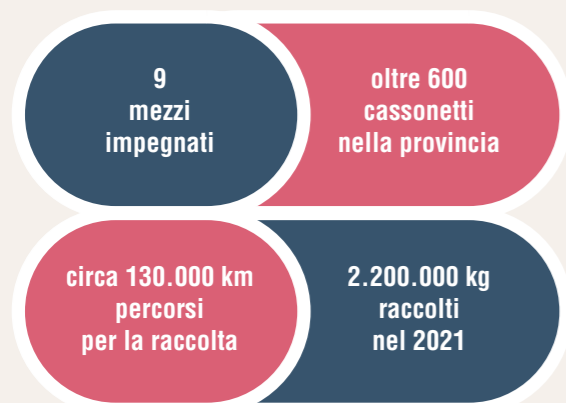 9
mezzi
impegnati
oltre 600
cassonetti
nella provincia
circa 130.000 km
percorsi
per la raccolta
2.200.000 kg
raccolti
nel 2021